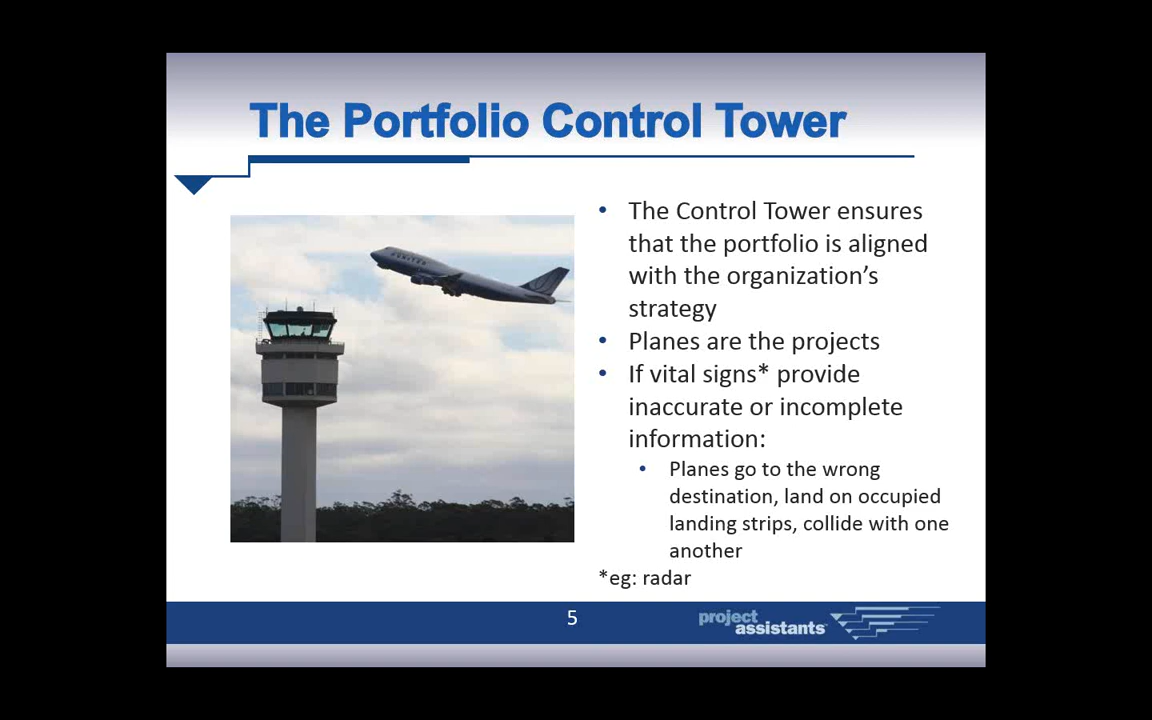 The Portfolio Control Tower
UNITED
• The Control Tower ensures
that the portfolio is aligned
with the organization's
strategy
• Planes are the projects
• If vital signs* provide
inaccurate or incomplete
information:
• Planes go to the wrong
destination, land on occupied
landing strips, collide with one
another
*eg: radar
5
project
assistants